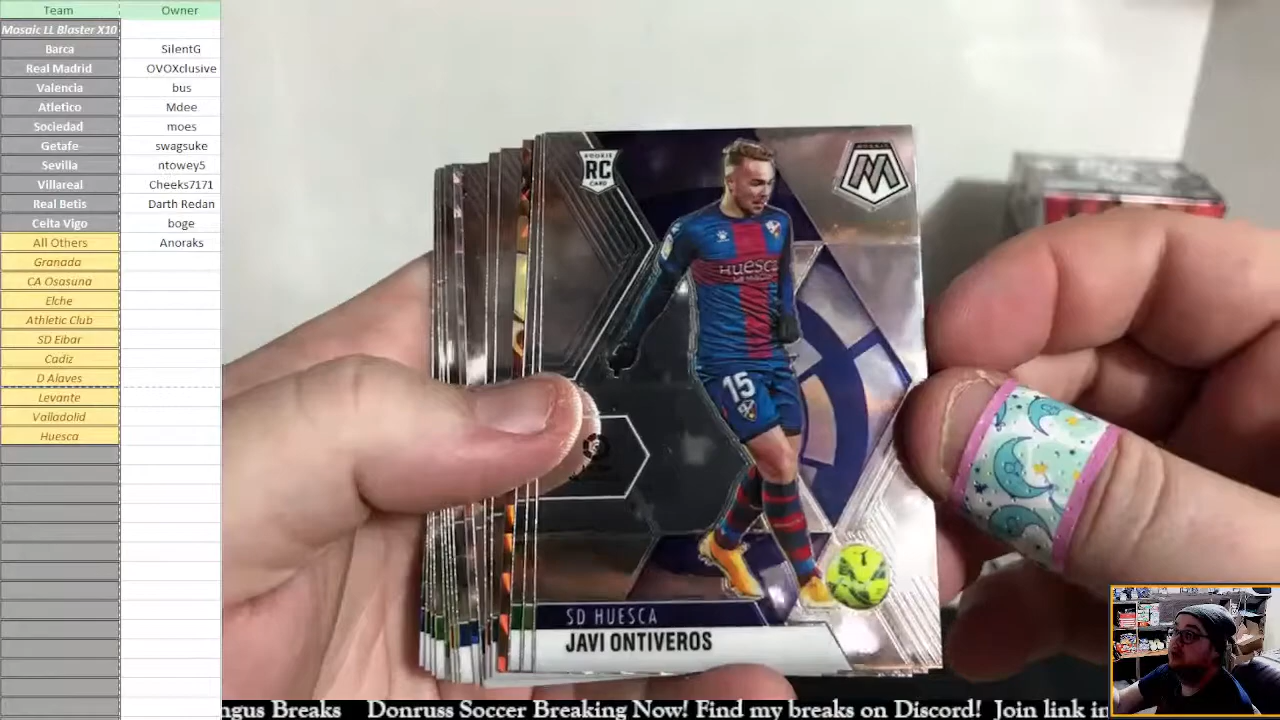 Team Owner
Mosaic LL Blaster X10
Barca SilentG
Real Madrid OVOXclusive
Valencia bus
Atletico Mdee
Sociedad moes
Getafe swagsuke
Sevilla ntowey5
Villareal Cheeks7171
Real Betis Darth Redan
Celta Vigo boge
All Others Anoraks
Granada
CA Osasuna
Elche
Athletic Club
SD Eibar
Cadiz
D Alaves
Levante
Valladolid
Huesca
ROOKIE
RC
CARD
MOSAIC
M
HUESCA
15
SD HUESCA
JAVI ONTIVEROS
ngus Breaks Donruss Soccer Breaking Now! Find my breaks on Discord! Join link in